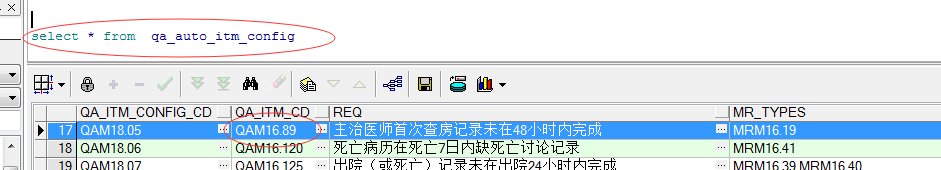 select * from qa_auto_itm_config
QA_ITM_CONFIG_CD QA_ITM_CD REQ MR_TYPES
17 QAM18.05 QAM16.89 主治医师首次查房记录未在48小时内完成 MRM16.19
18 QAM18.06 QAM16.120 死亡病历在死亡7日内缺死亡讨论记录 MRM16.41
19 QAM18.07 QAM16.125 出院（或死亡）记录未在出院24小时内完成 MRM16.39 MRM16.40